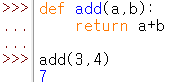 >>> def add(a,b):
...     return a+b
...
>>> add(3,4)
7